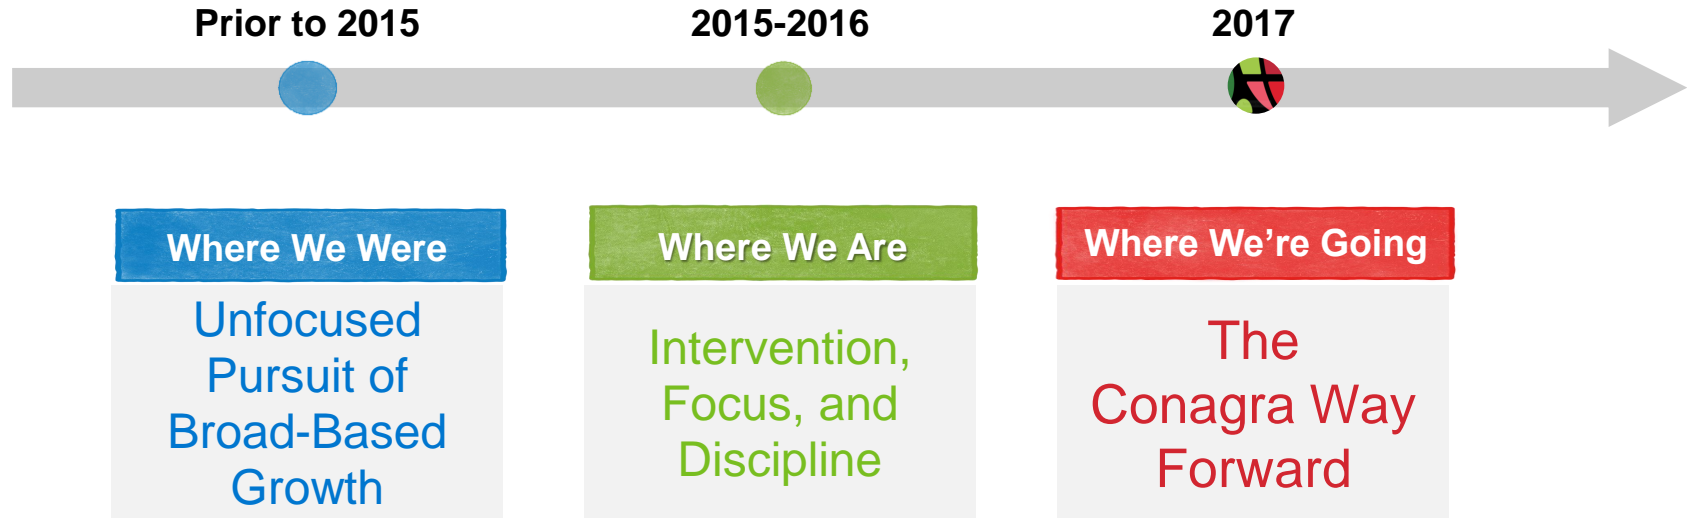 Prior to 2015
2015-2016
2017
Where We Were
Unfocused
Pursuit of
Broad-Based
Growth
Where We Are
Intervention,
Focus, and
Discipline
Where We’re Going
The
Conagra Way
Forward